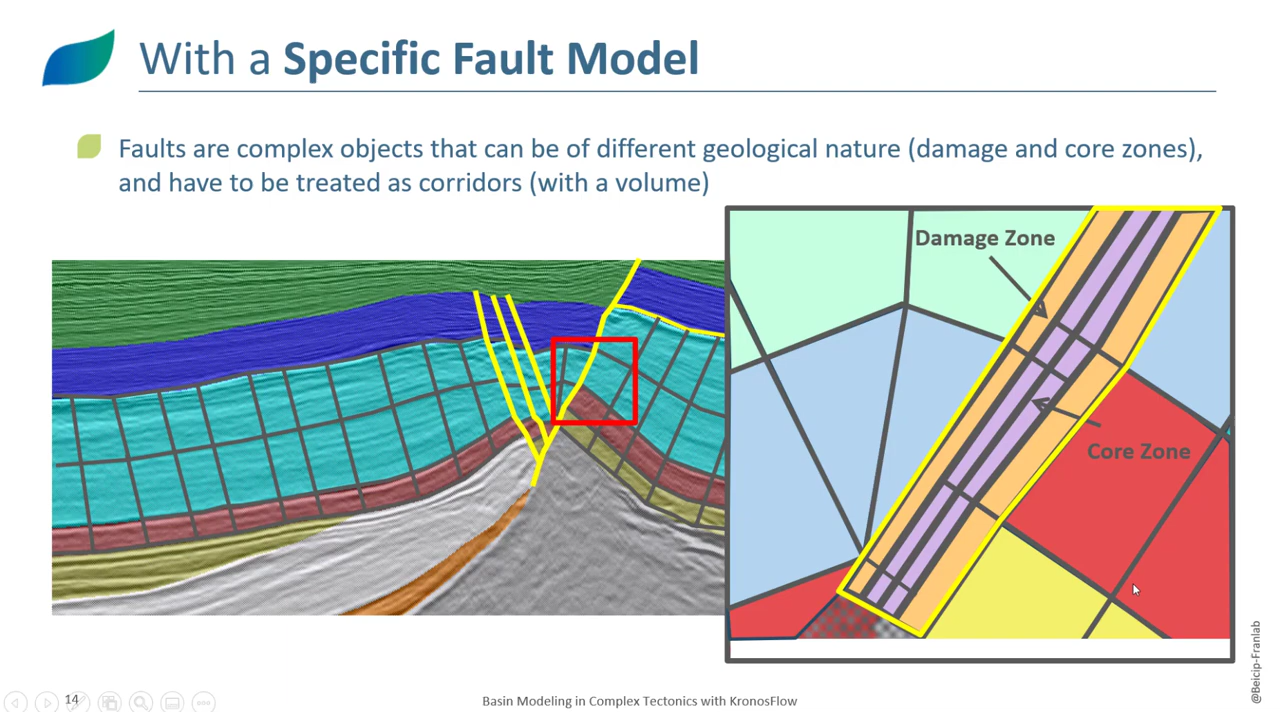 With a Specific Fault Model
Faults are complex objects that can be of different geological nature (damage and core zones),
and have to be treated as corridors (with a volume)
Damage Zone
Core Zone
14
Basin Modeling in Complex Tectonics with KronosFlow
@Beicip-Franlab